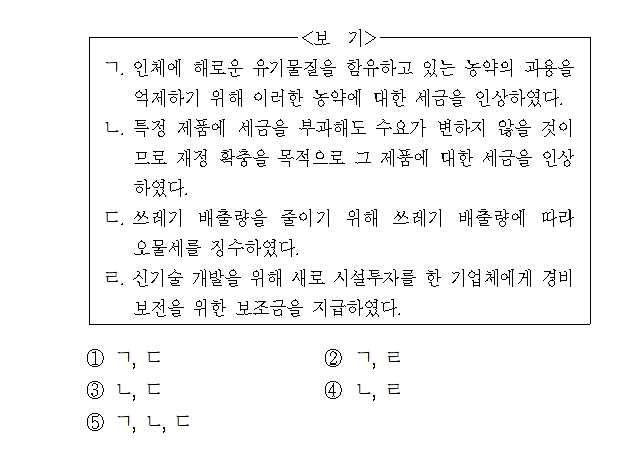 <보 기>
ㄱ. 인체에 해로운 유기물질을 함유하고 있는 농약의 과용을
억제하기 위해 이러한 농약에 대한 세금을 인상하였다.
ㄴ. 특정 제품에 세금을 부과해도 수요가 변하지 않을 것이
므로 재정 확충을 목적으로 그 제품에 대한 세금을 인상
하였다.
ㄷ. 쓰레기 배출량을 줄이기 위해 쓰레기 배출량에 따라
오물세를 징수하였다.
ㄹ. 신기술 개발을 위해 새로 시설투자를 한 기업체에게 경비
보전을 위한 보조금을 지급하였다.
① ㄱ, ㄷ ② ㄱ, ㄹ
③ ㄴ, ㄷ ④ ㄴ, ㄹ
⑤ ㄱ, ㄴ, ㄷ